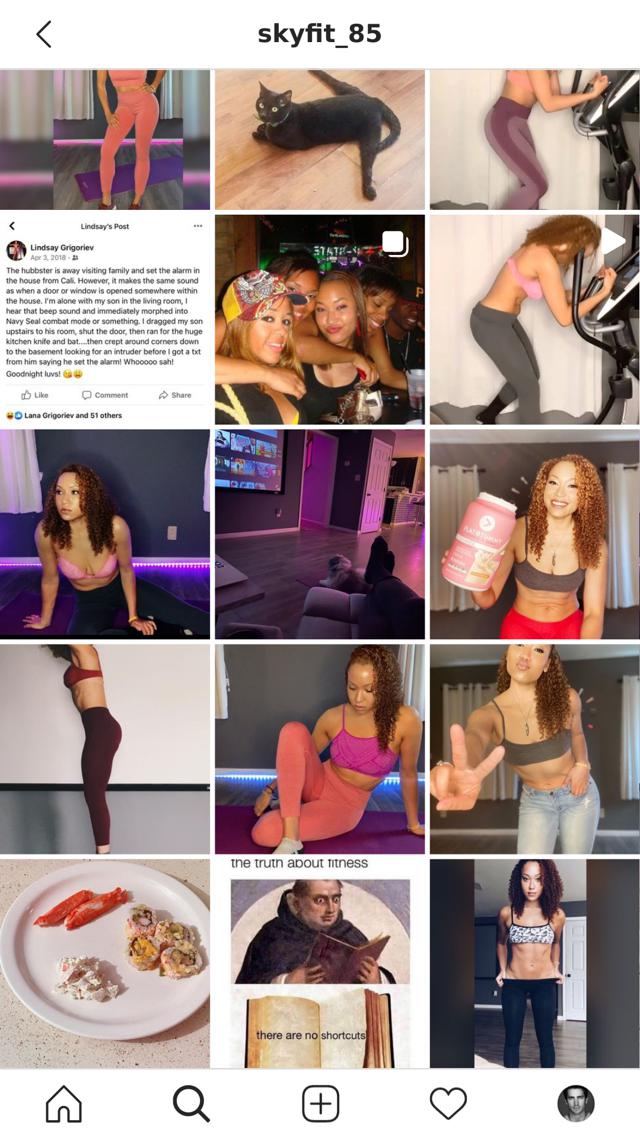 skyfit_85
Lindsay's Post
Lindsay Grigoriev
Apr 3, 2018 ·
The hubbster is away visiting family and set the alarm in
the house from Cali. However, it makes the same sound
as when a door or window is opened somewhere within
the house. I'm alone with my son in the living room, I
hear that beep sound and immediately morphed into
Navy Seal combat mode or something. I dragged my son
upstairs to his room, shut the door, then ran for the huge
kitchen knife and bat....then crept around corners down
to the basement looking for an intruder before I got a txt
from him saying he set the alarm! Whooooo sah!
Goodnight luvs! 😘😩
Like Comment Share
Lana Grigoriev and 51 others
the truth about fitness
there are no shortcuts